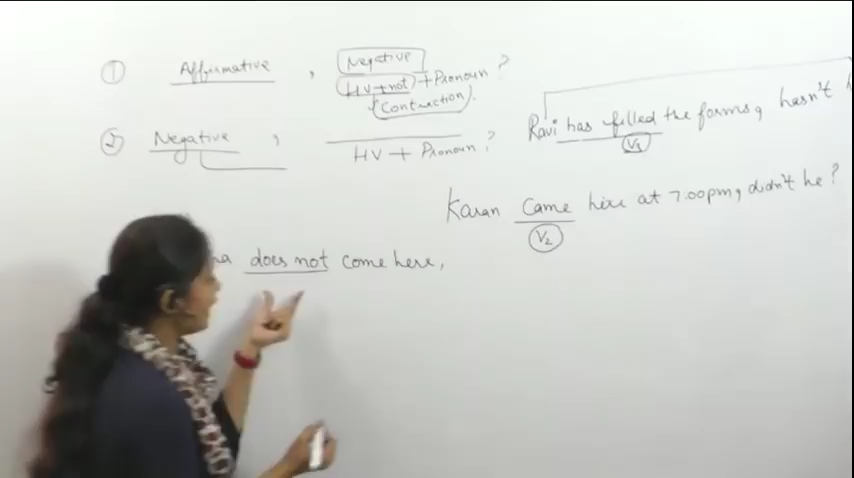 ① Affirmative , Negative
HV+not + Pronoun ?
(Contraction).
② Negative , HV + Pronoun ?
Ravi has filled the forms, hasn't
V3
Karan came here at 7.00pm, didn't he?
V2
does not come here,